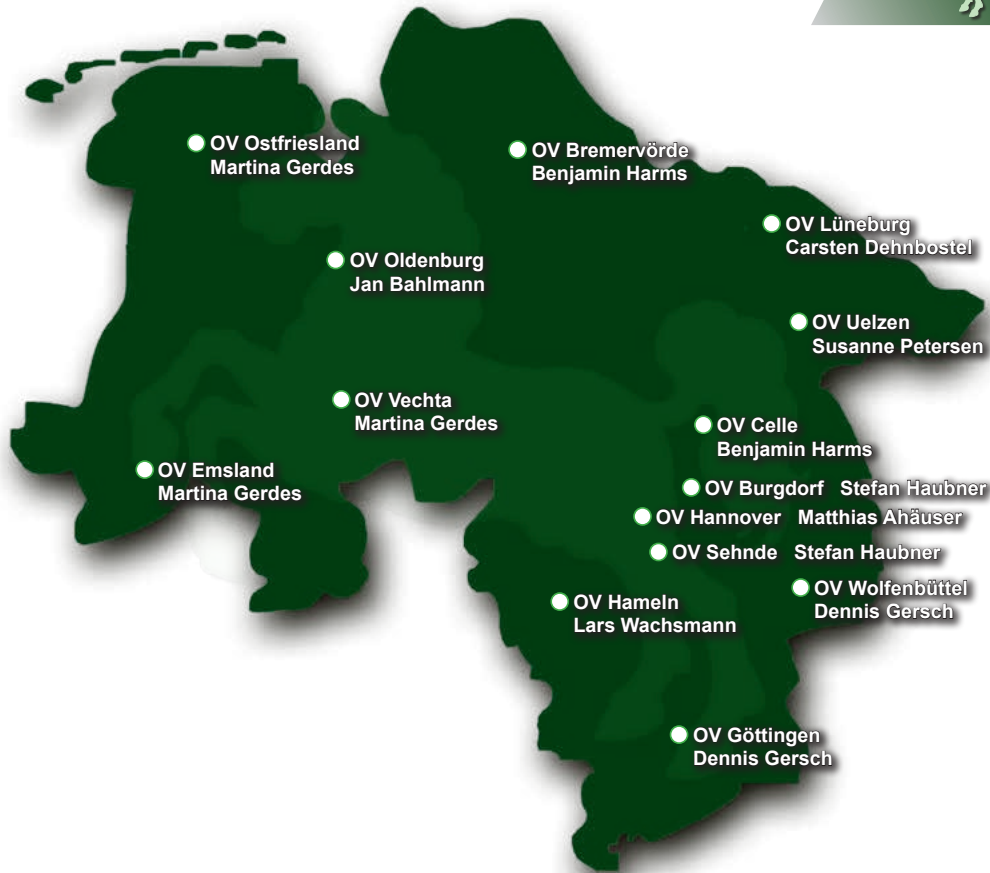 OV Ostfriesland
Martina Gerdes
OV Bremervörde
Benjamin Harms
OV Lüneburg
Carsten Dehnbostel
OV Oldenburg
Jan Bahlmann
OV Uelzen
Susanne Petersen
OV Vechta
Martina Gerdes
OV Celle
Benjamin Harms
OV Emsland
Martina Gerdes
OV Burgdorf Stefan Haubner
OV Hannover Matthias Ahäuser
OV Sehnde Stefan Haubner
OV Wolfenbüttel
Dennis Gersch
OV Hameln
Lars Wachsmann
OV Göttingen
Dennis Gersch